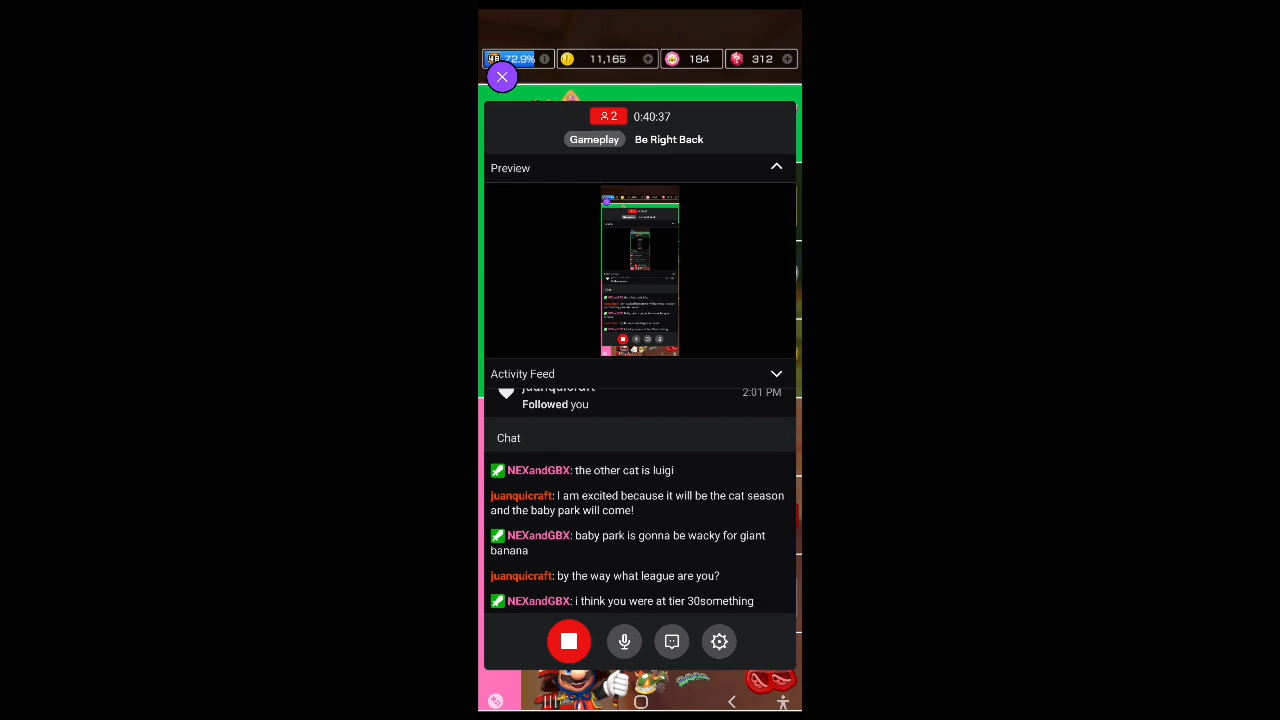 72.9% 11,165 184 312
2 0:40:37
Gameplay Be Right Back
Preview
Activity Feed
juanquicraft 2:01 PM
Followed you
Chat
NEXandGBX: the other cat is luigi
juanquicraft: I am excited because it will be the cat season
and the baby park will come!
NEXandGBX: baby park is gonna be wacky for giant
banana
juanquicraft: by the way what league are you?
NEXandGBX: i think you were at tier 30something